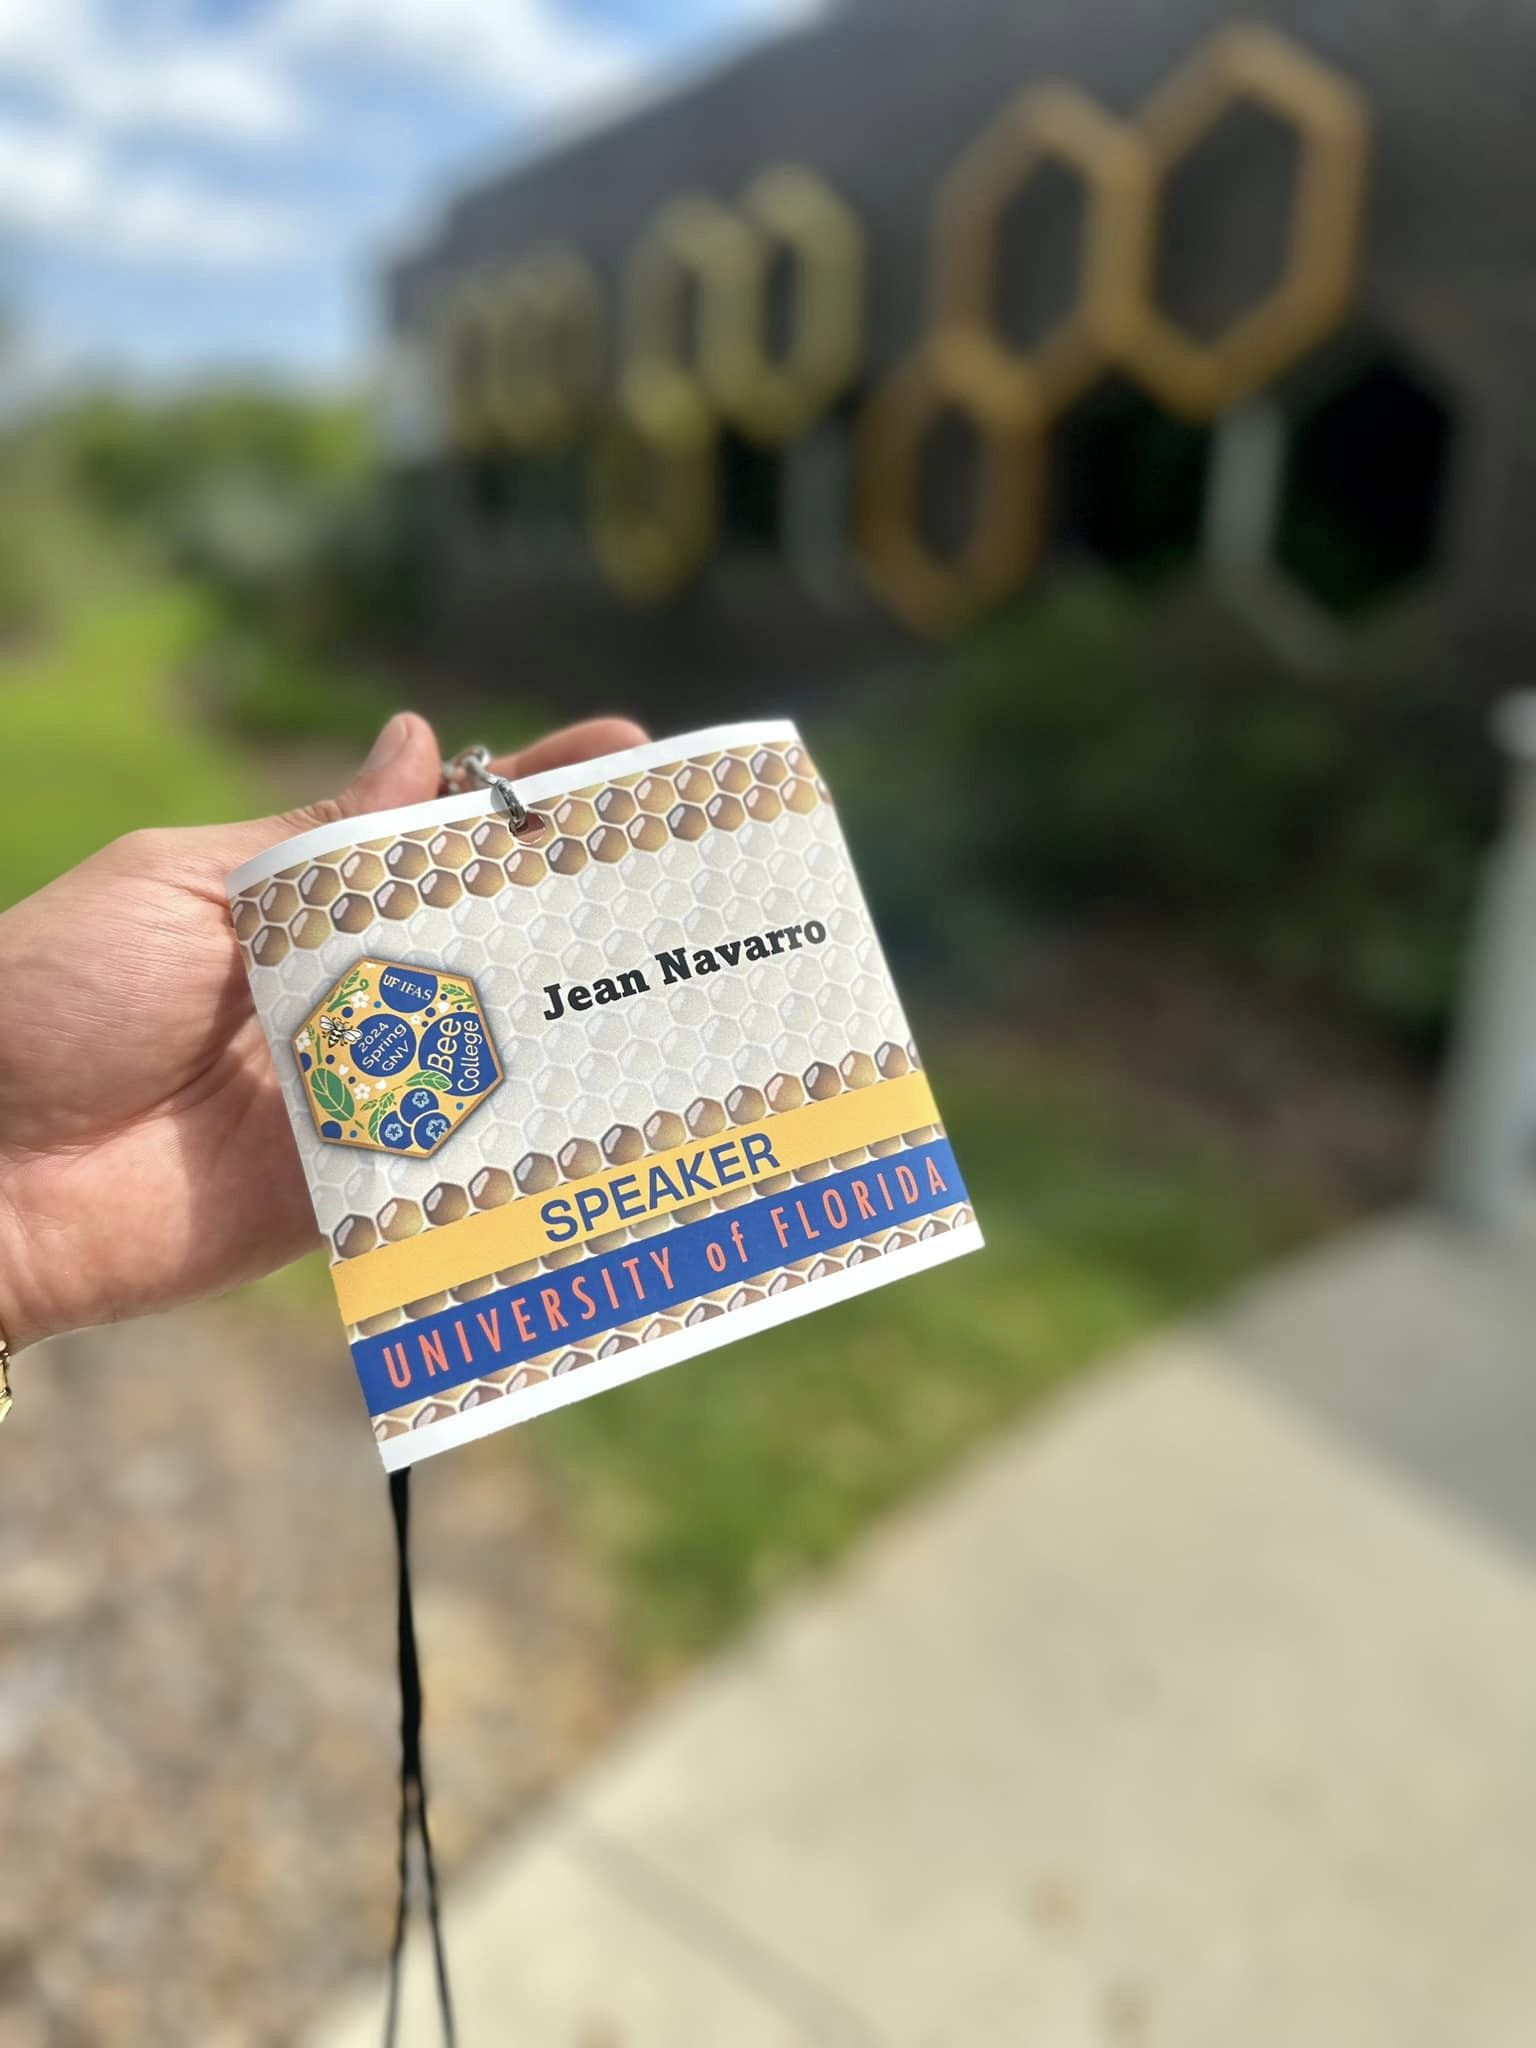 Jean Navarro
UF|IFAS
2024
Spring
GNV
Bee
College
SPEAKER
UNIVERSITY of FLORIDA